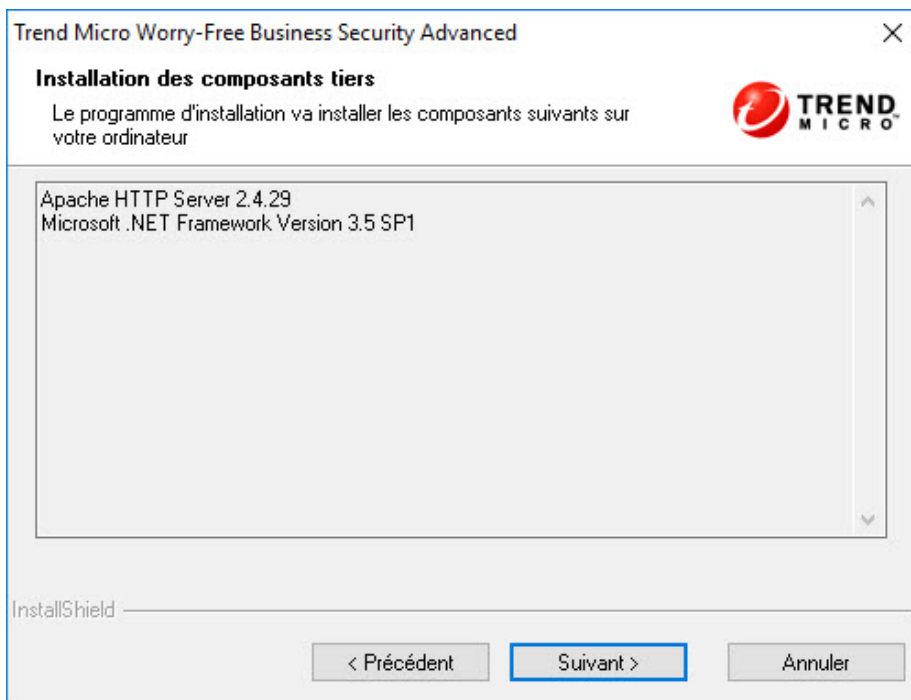 Trend Micro Worry-Free Business Security Advanced
Installation des composants tiers
Le programme d'installation va installer les composants suivants sur
votre ordinateur
TREND
MICRO
Apache HTTP Server 2.4.29
Microsoft .NET Framework Version 3.5 SP1
InstallShield
< Précédent
Suivant >
Annuler